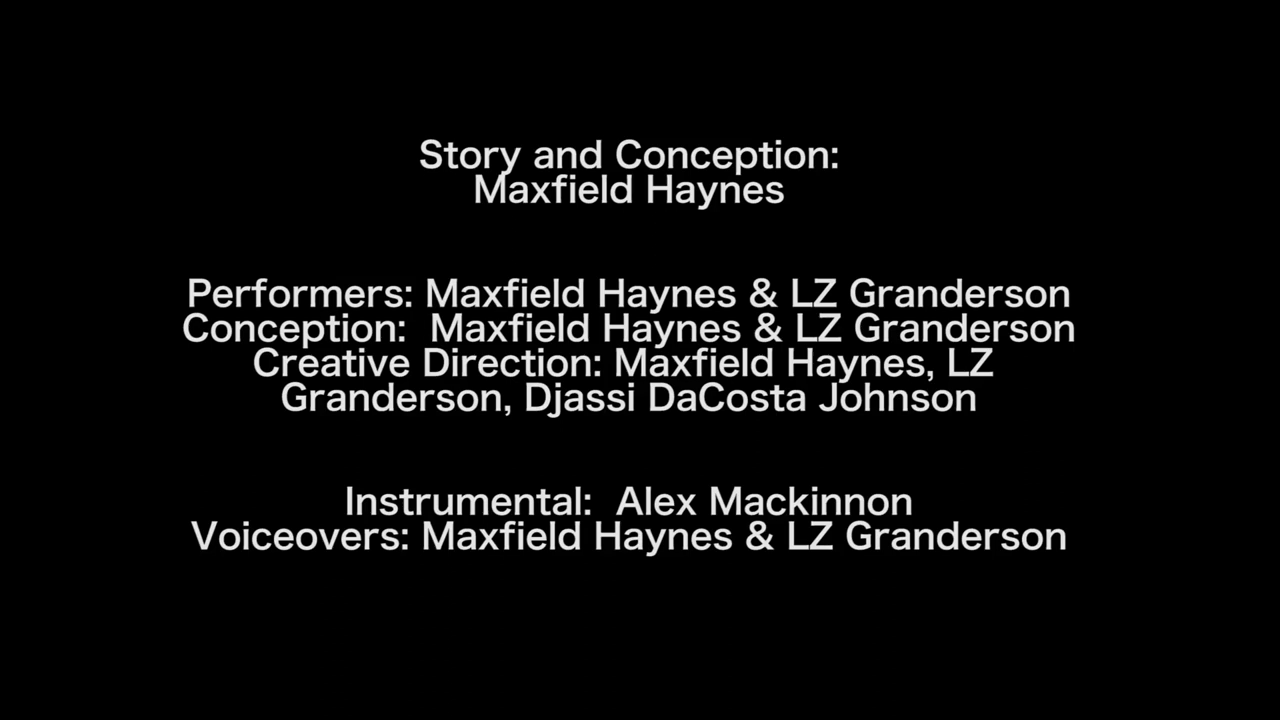 Story and Conception:
Maxfield Haynes
Performers: Maxfield Haynes & LZ Granderson
Conception:  Maxfield Haynes & LZ Granderson
Creative Direction: Maxfield Haynes, LZ
Granderson, Djassi DaCosta Johnson
Instrumental:  Alex Mackinnon
Voiceovers: Maxfield Haynes & LZ Granderson